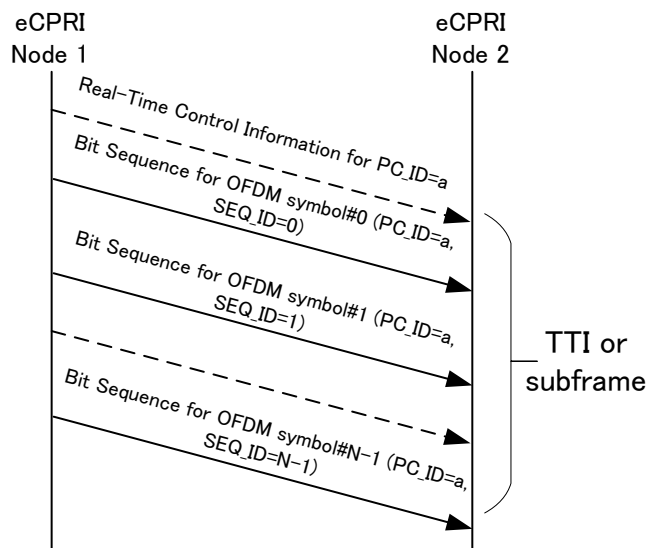 eCPRI
Node 1
eCPRI
Node 2
Real-Time Control Information for PC_ID=a
Bit Sequence for OFDM symbol#0 (PC_ID=a,
SEQ_ID=0)
Bit Sequence for OFDM symbol#1 (PC_ID=a,
SEQ_ID=1)
Bit Sequence for OFDM symbol#N-1 (PC_ID=a,
SEQ_ID=N-1)
TTI or
subframe